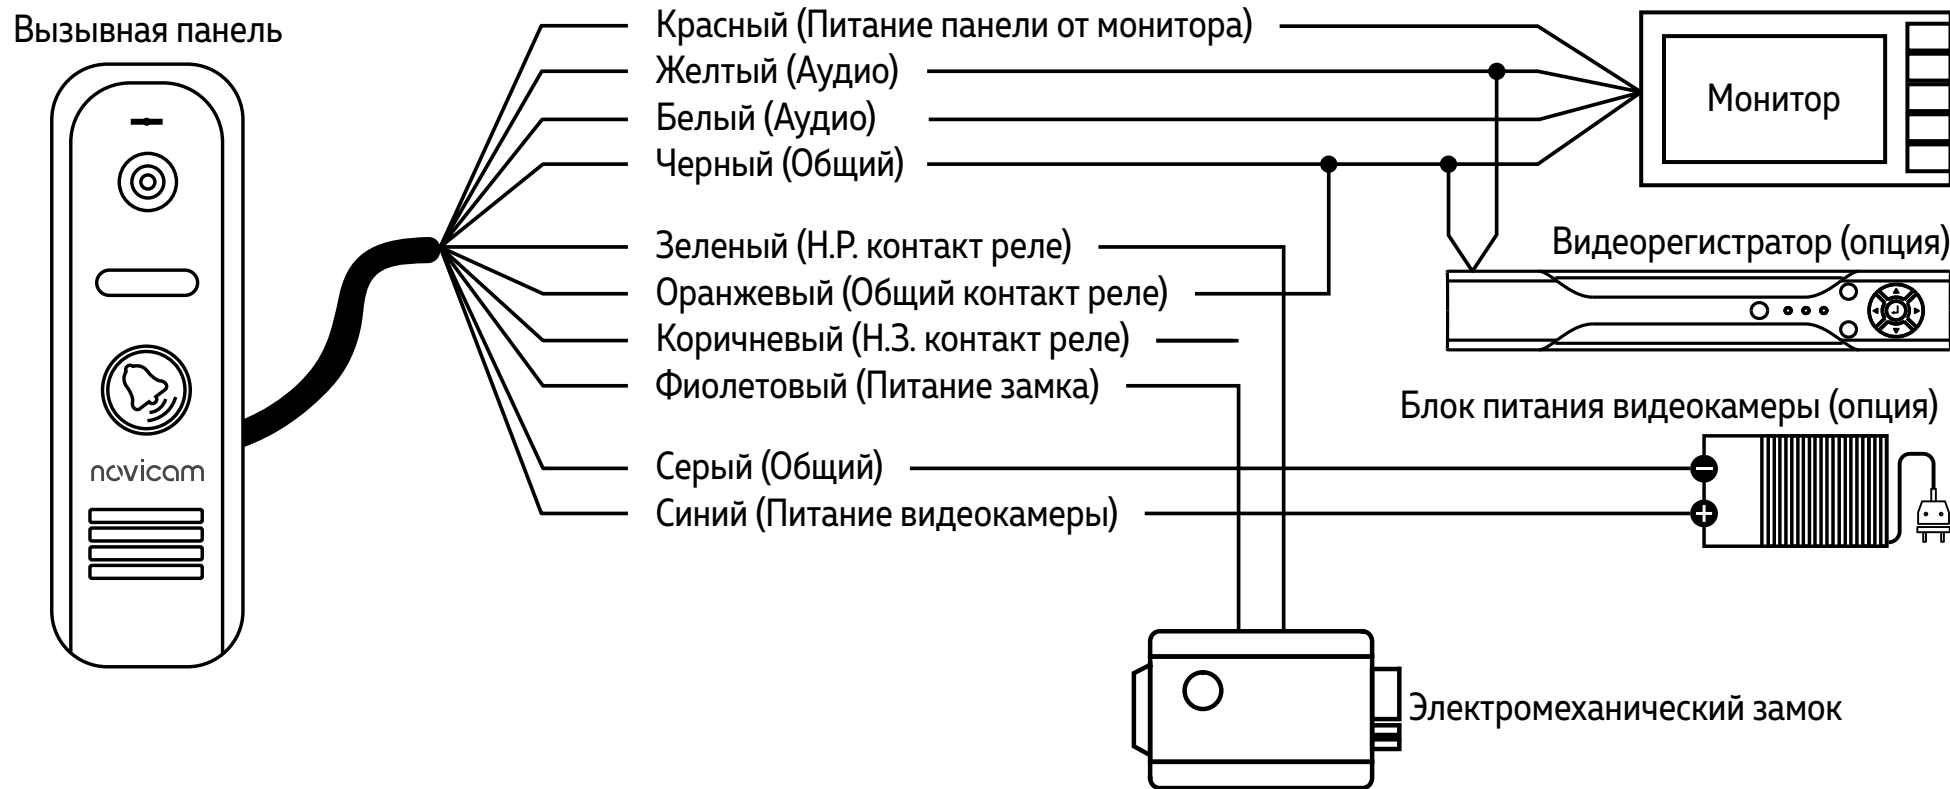 Вызывная панель
Красный (Питание панели от монитора)
Желтый (Аудио)
Белый (Аудио)
Черный (Общий)
Монитор
Зеленый (Н.Р. контакт реле)
Оранжевый (Общий контакт реле)
Коричневый (Н.З. контакт реле)
Фиолетовый (Питание замка)
Видеорегистратор (опция)
Блок питания видеокамеры (опция)
Серый (Общий)
Синий (Питание видеокамеры)
novicam
Электромеханический замок